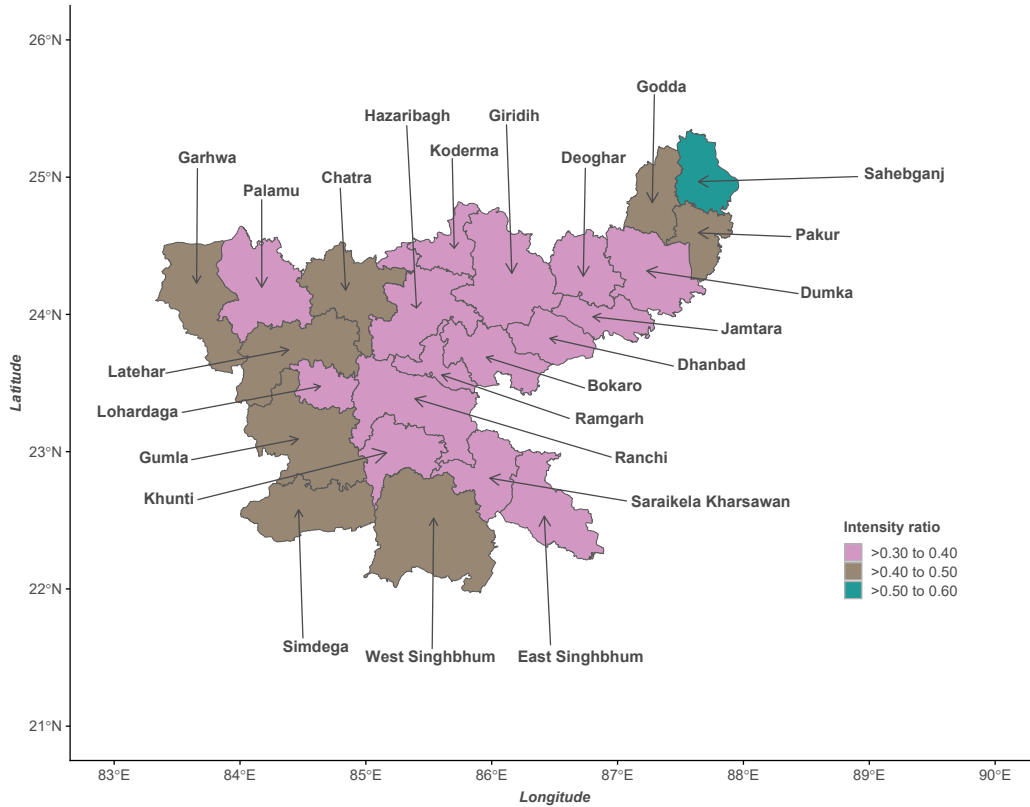 26°N
25°N
24°N
23°N
22°N
21°N
Latitude
Godda
Hazaribagh
Giridih
Koderma
Deoghar
Garhwa
Palamu
Chatra
Sahebganj
Pakur
Dumka
Jamtara
Dhanbad
Bokaro
Latehar
Lohardaga
Ramgarh
Gumla
Ranchi
Khunti
Saraikela Kharsawan
Simdega
West Singhbhum
East Singhbhum
Intensity ratio
>0.30 to 0.40
>0.40 to 0.50
>0.50 to 0.60
83°E
84°E
85°E
86°E
87°E
88°E
89°E
90°E
Longitude